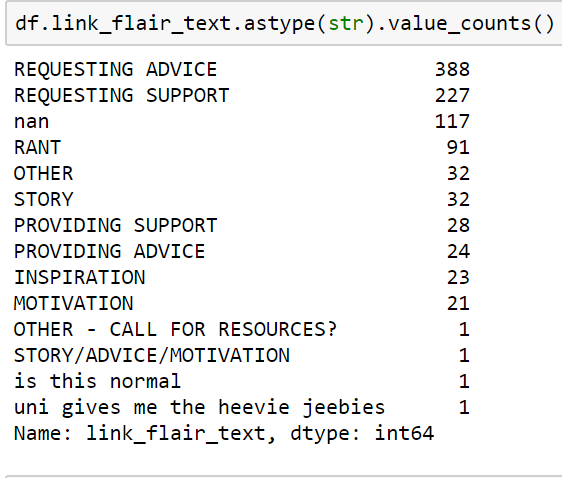 df.link_flair_text.astype(str).value_counts()
REQUESTING ADVICE 388
REQUESTING SUPPORT 227
nan 117
RANT 91
OTHER 32
STORY 32
PROVIDING SUPPORT 28
PROVIDING ADVICE 24
INSPIRATION 23
MOTIVATION 21
OTHER - CALL FOR RESOURCES? 1
STORY/ADVICE/MOTIVATION 1
is this normal 1
uni gives me the heevie jeebies 1
Name: link_flair_text, dtype: int64